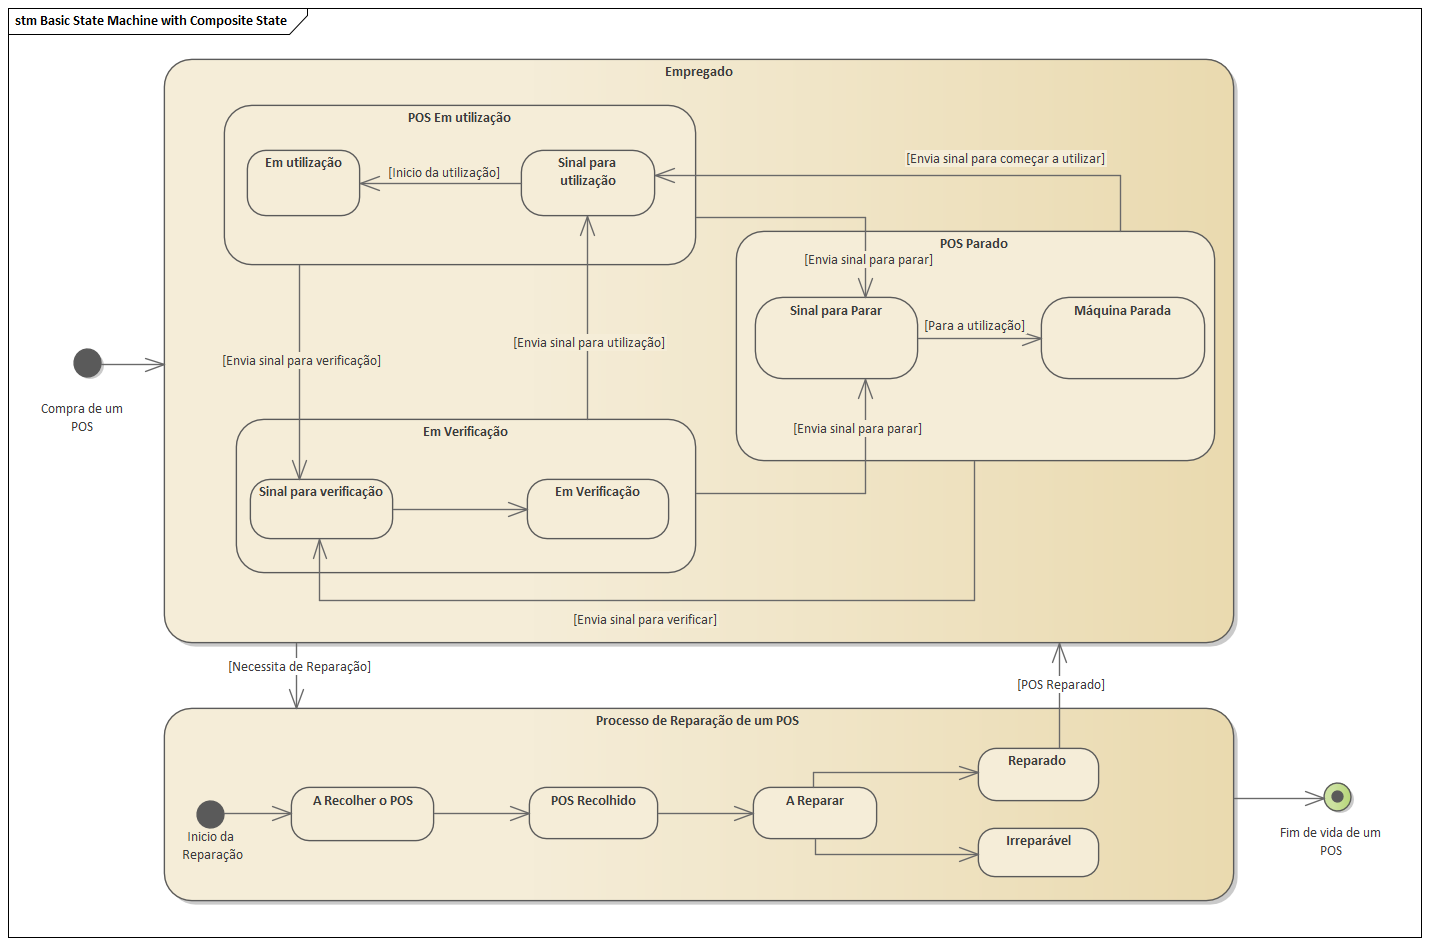 stm Basic State Machine with Composite State
Empregado
POS Em utilização
Em utilização
[Inicio da utilização]
Sinal para
utilização
[Envia sinal para começar a utilizar]
POS Parado
[Envia sinal para parar]
Sinal para Parar
[Para a utilização]
Máquina Parada
[Envia sinal para utilização]
[Envia sinal para verificação]
Compra de um
POS
[Envia sinal para parar]
Em Verificação
Sinal para verificação
Em Verificação
[Envia sinal para verificar]
[Necessita de Reparação]
[POS Reparado]
Processo de Reparação de um POS
Inicio da
Reparação
A Recolher o POS
POS Recolhido
A Reparar
Reparado
Irreparável
Fim de vida de um
POS